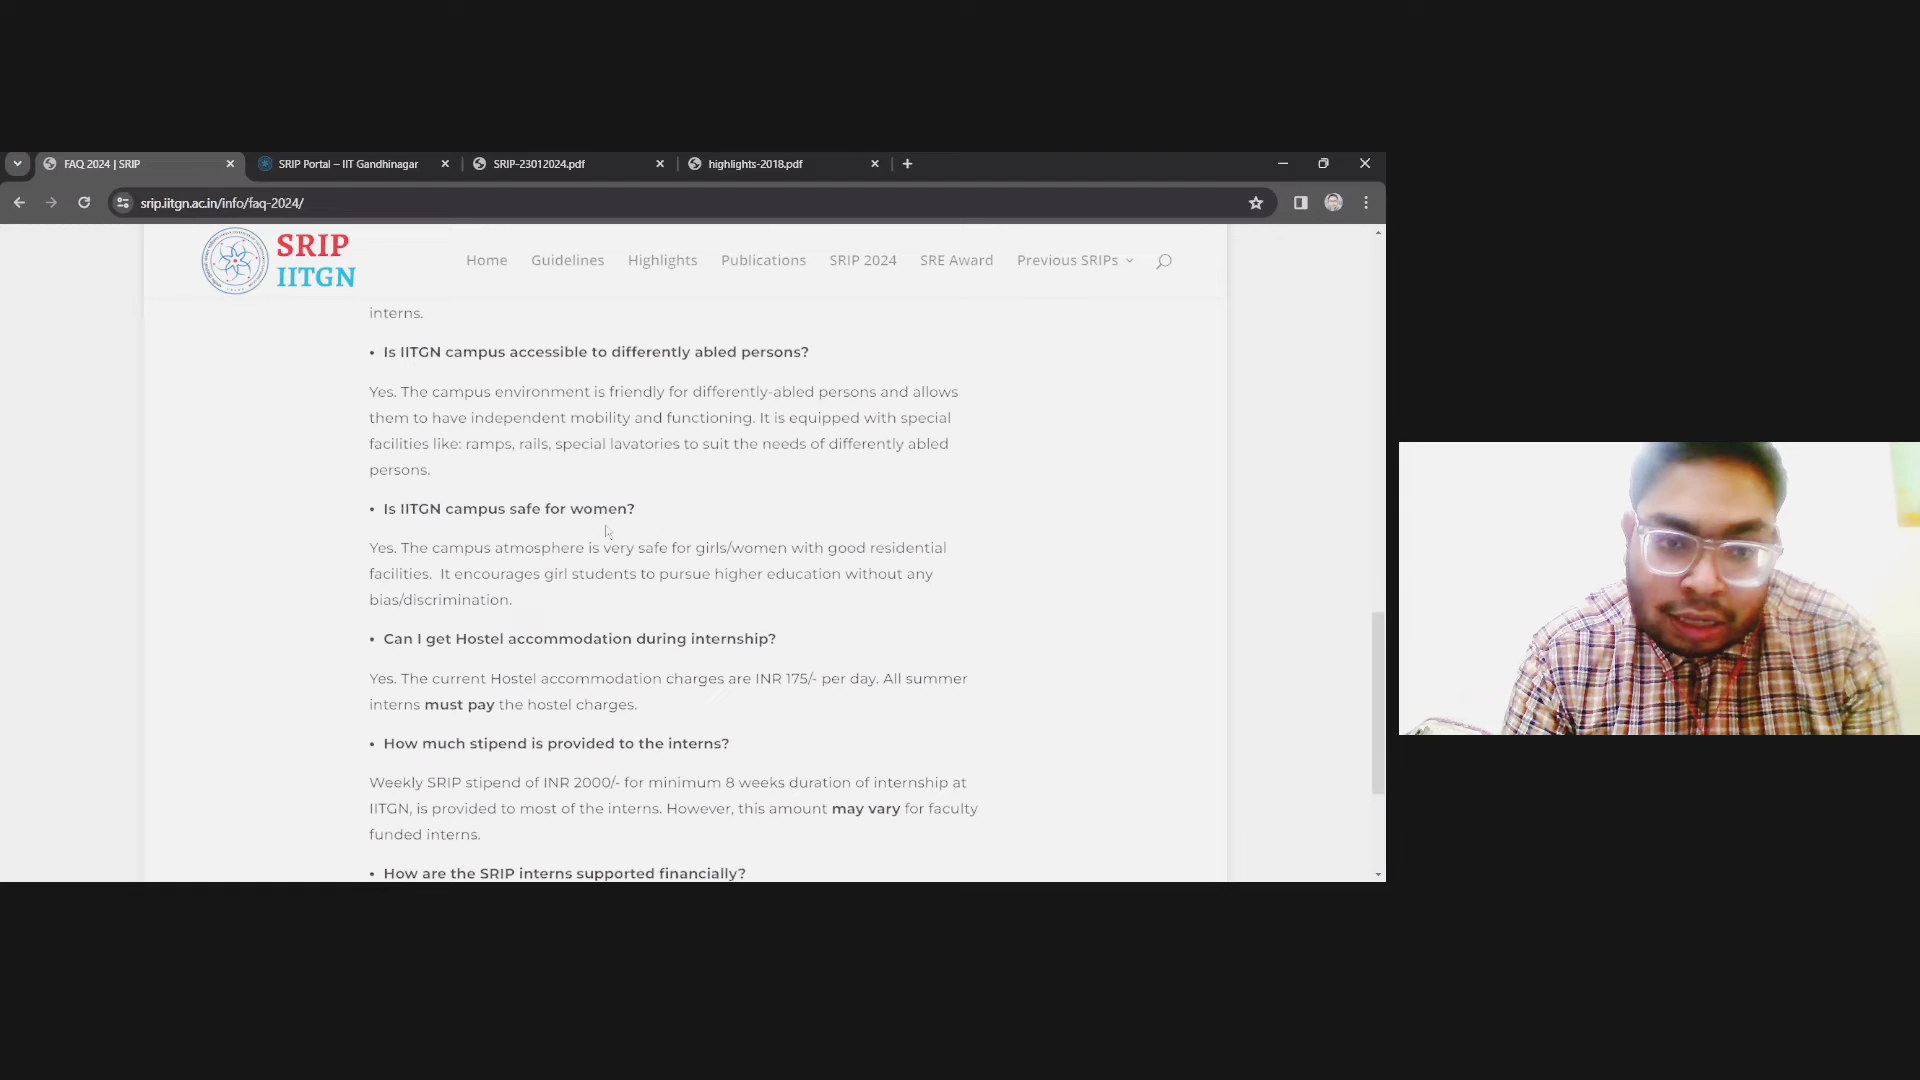 FAQ 2024 | SRIP
SRIP Portal – IIT Gandhinagar
SRIP-23012024.pdf
highlights-2018.pdf
srip.iitgn.ac.in/info/faq-2024/
SRIP
IITGN
Home
Guidelines
Highlights
Publications
SRIP 2024
SRE Award
Previous SRIPs
interns.
• Is IITGN campus accessible to differently abled persons?
Yes. The campus environment is friendly for differently-abled persons and allows
them to have independent mobility and functioning. It is equipped with special
facilities like: ramps, rails, special lavatories to suit the needs of differently abled
persons.
• Is IITGN campus safe for women?
Yes. The campus atmosphere is very safe for girls/women with good residential
facilities. It encourages girl students to pursue higher education without any
bias/discrimination.
• Can I get Hostel accommodation during internship?
Yes. The current Hostel accommodation charges are INR 175/- per day. All summer
interns must pay the hostel charges.
• How much stipend is provided to the interns?
Weekly SRIP stipend of INR 2000/- for minimum 8 weeks duration of internship at
IITGN, is provided to most of the interns. However, this amount may vary for faculty
funded interns.
• How are the SRIP interns supported financially?